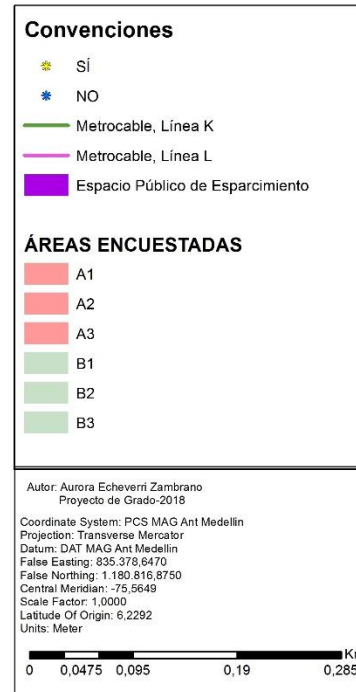 Convenciones
SÍ
NO
Metrocable, Línea K
Metrocable, Línea L
Espacio Público de Esparcimiento
ÁREAS ENCUESTADAS
A1
A2
A3
B1
B2
B3
Autor: Aurora Echeverri Zambrano
Proyecto de Grado-2018
Coordinate System: PCS MAG Ant Medellin
Projection: Transverse Mercator
Datum: DAT MAG Ant Medellin
False Easting: 835.378,6470
False Northing: 1.180.816,8750
Central Meridian: -75,5649
Scale Factor: 1,0000
Latitude Of Origin: 6,2292
Units: Meter
0 0,0475 0,095 0,19 0,285